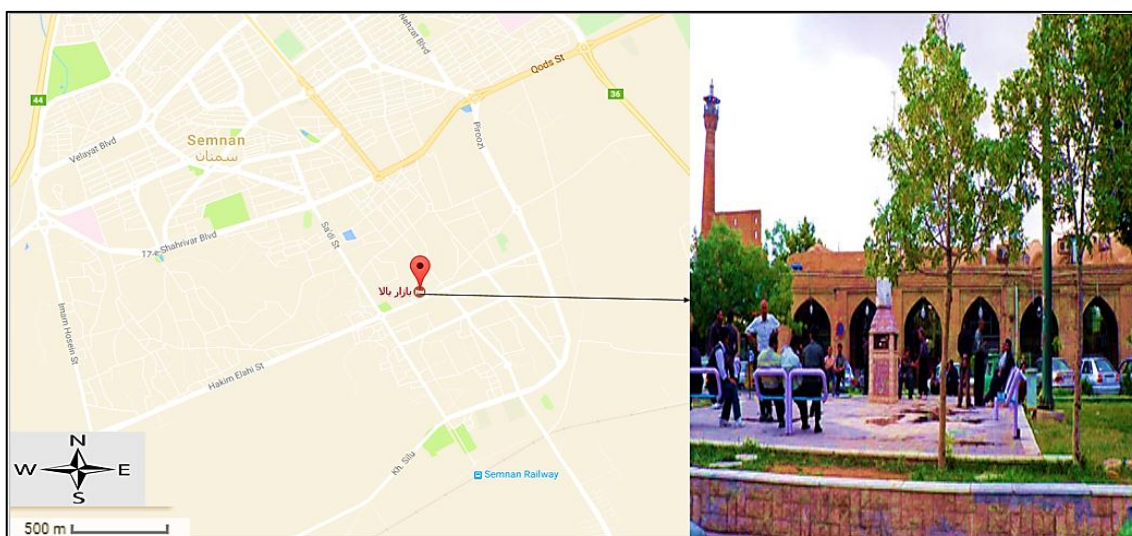 Nehzat Blvd
Qods St
44
36
Semnan
سمنان
Velayat Blvd
Piroozi
Sa'di St
17-e-Shahrivar Blvd
بازار بالا
Imam Hosein St
Hakim Elahi St
Kh. Silu
Semnan Railway
N
W E
S
500 m